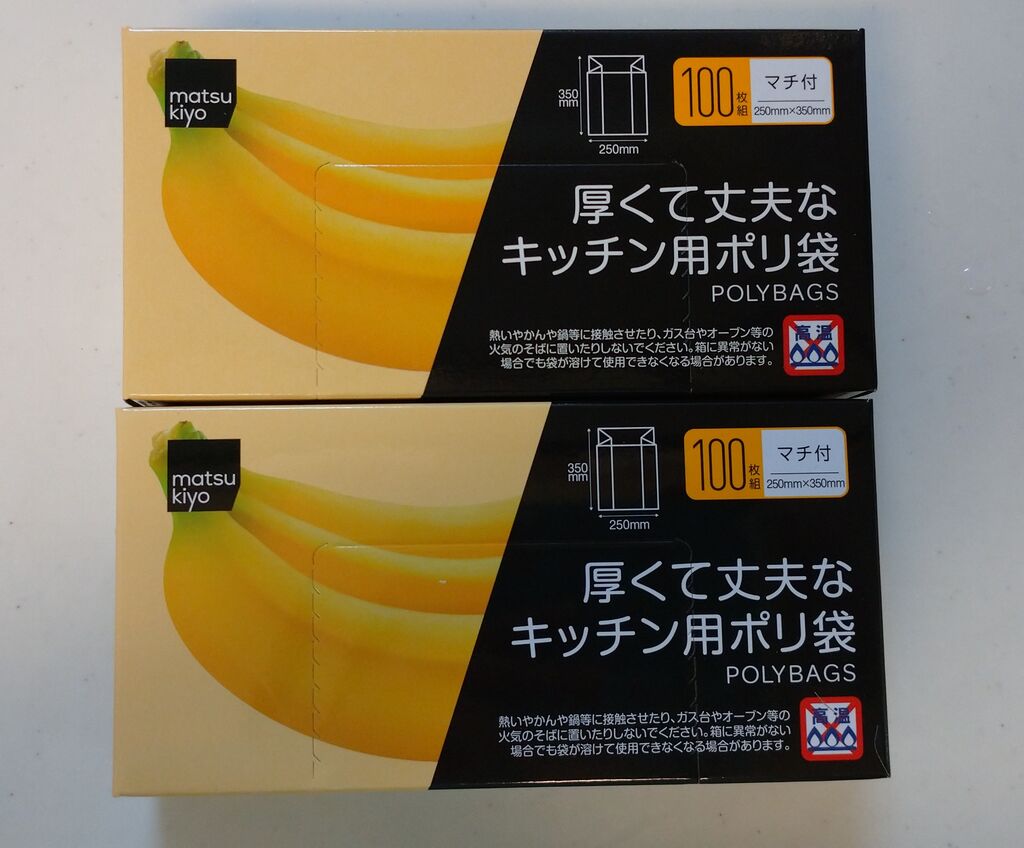 matsu
kiyo
350
mm
250mm
100枚組
マチ付
250mm×350mm
厚くて丈夫な
キッチン用ポリ袋
POLYBAGS
熱いやかんや鍋等に接触させたり、ガス台やオーブン等の
火気のそばに置いたりしないでください。箱に異常がない
場合でも袋が溶けて使用できなくなる場合があります。
高温
matsu
kiyo
350
mm
250mm
100枚組
マチ付
250mm×350mm
厚くて丈夫な
キッチン用ポリ袋
POLYBAGS
熱いやかんや鍋等に接触させたり、ガス台やオーブン等の
火気のそばに置いたりしないでください。箱に異常がない
場合でも袋が溶けて使用できなくなる場合があります。
高温